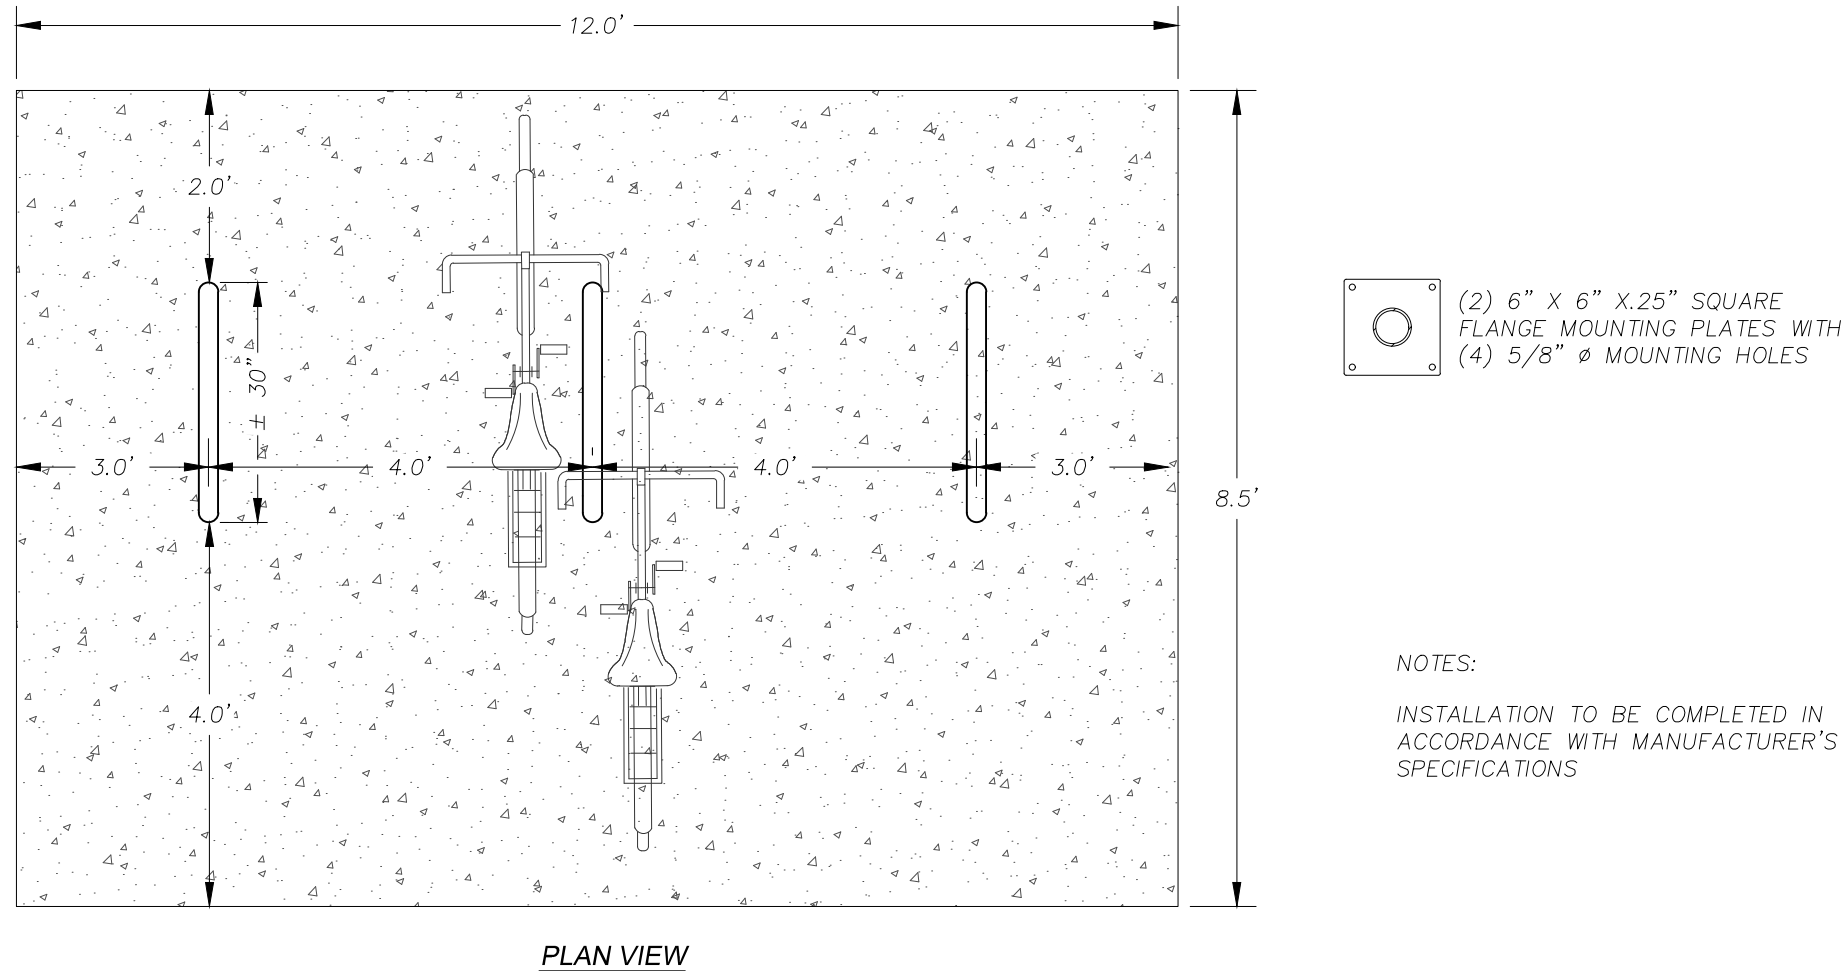 12.0'
2.0'
± 30"
3.0'
4.0'
4.0'
3.0'
8.5'
4.0'
(2) 6" X 6" X.25" SQUARE
FLANGE MOUNTING PLATES WITH
(4) 5/8" ø MOUNTING HOLES
NOTES:
INSTALLATION TO BE COMPLETED IN
ACCORDANCE WITH MANUFACTURER'S
SPECIFICATIONS
PLAN VIEW